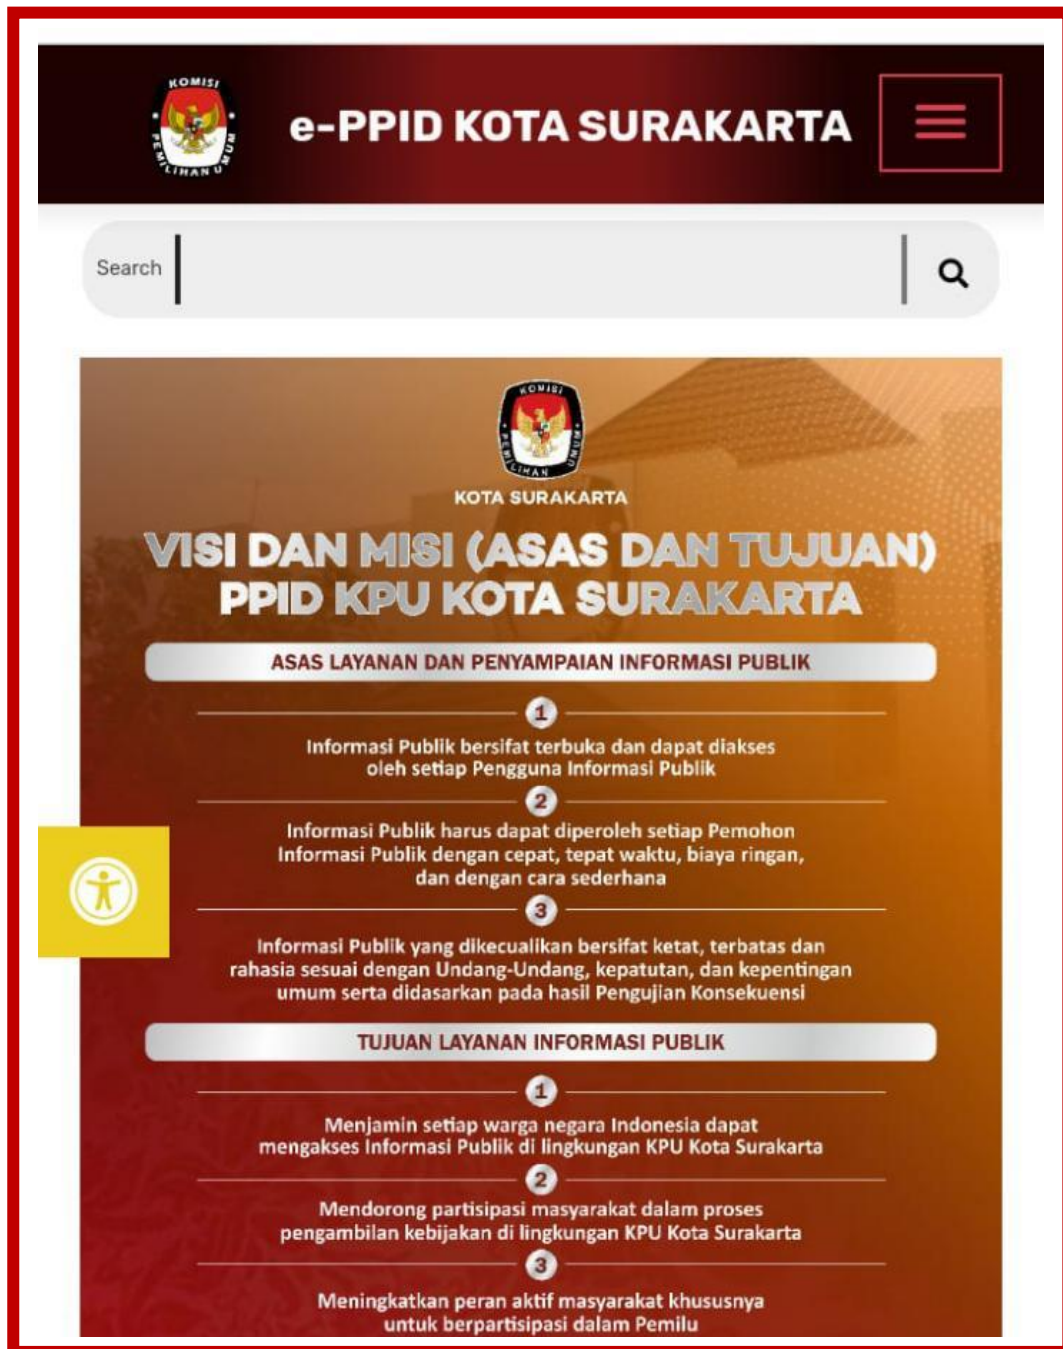 KOMISI
PEMILIHAN UMUM
e-PPID KOTA SURAKARTA
Search
KOMISI
PEMILIHAN UMUM
KOTA SURAKARTA
VISI DAN MISI (ASAS DAN TUJUAN)
PPID KPU KOTA SURAKARTA
ASAS LAYANAN DAN PENYAMPAIAN INFORMASI PUBLIK
1
Informasi Publik bersifat terbuka dan dapat diakses
oleh setiap Pengguna Informasi Publik
2
Informasi Publik harus dapat diperoleh setiap Pemohon
Informasi Publik dengan cepat, tepat waktu, biaya ringan,
dan dengan cara sederhana
3
Informasi Publik yang dikecualikan bersifat ketat, terbatas dan
rahasia sesuai dengan Undang-Undang, kepatutan, dan kepentingan
umum serta didasarkan pada hasil Pengujian Konsekuensi
TUJUAN LAYANAN INFORMASI PUBLIK
1
Menjamin setiap warga negara Indonesia dapat
mengakses Informasi Publik di lingkungan KPU Kota Surakarta
2
Mendorong partisipasi masyarakat dalam proses
pengambilan kebijakan di lingkungan KPU Kota Surakarta
3
Meningkatkan peran aktif masyarakat khususnya
untuk berpartisipasi dalam Pemilu